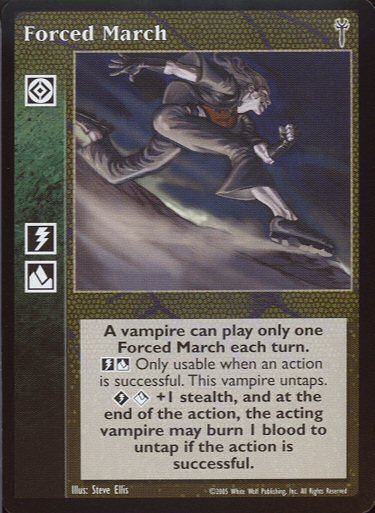 Forced March
A vampire can play only one
Forced March each turn.
Only usable when an action
is successful. This vampire untaps.
+1 stealth, and at the
end of the action, the acting
vampire may burn 1 blood to
untap if the action is
successful.
Illus: Steve Ellis
©2005 White Wolf Publishing, Inc. All Rights Reserved